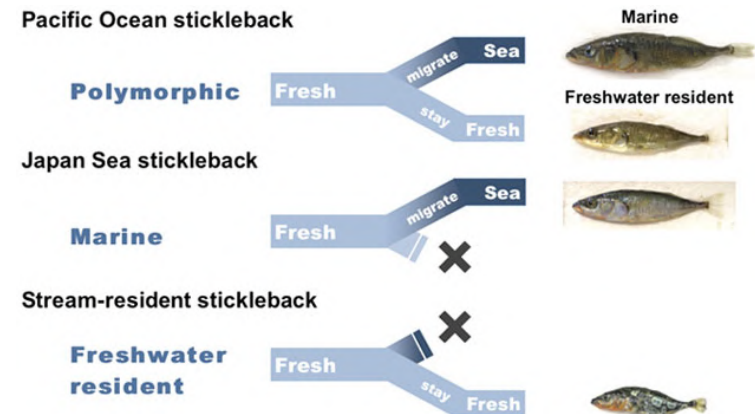 Pacific Ocean stickleback
Marine
Polymorphic
Fresh
migrate
Sea
stay
Fresh
Freshwater resident
Japan Sea stickleback
Marine
Fresh
migrate
Sea
Stream-resident stickleback
Freshwater
resident
Fresh
stay
Fresh